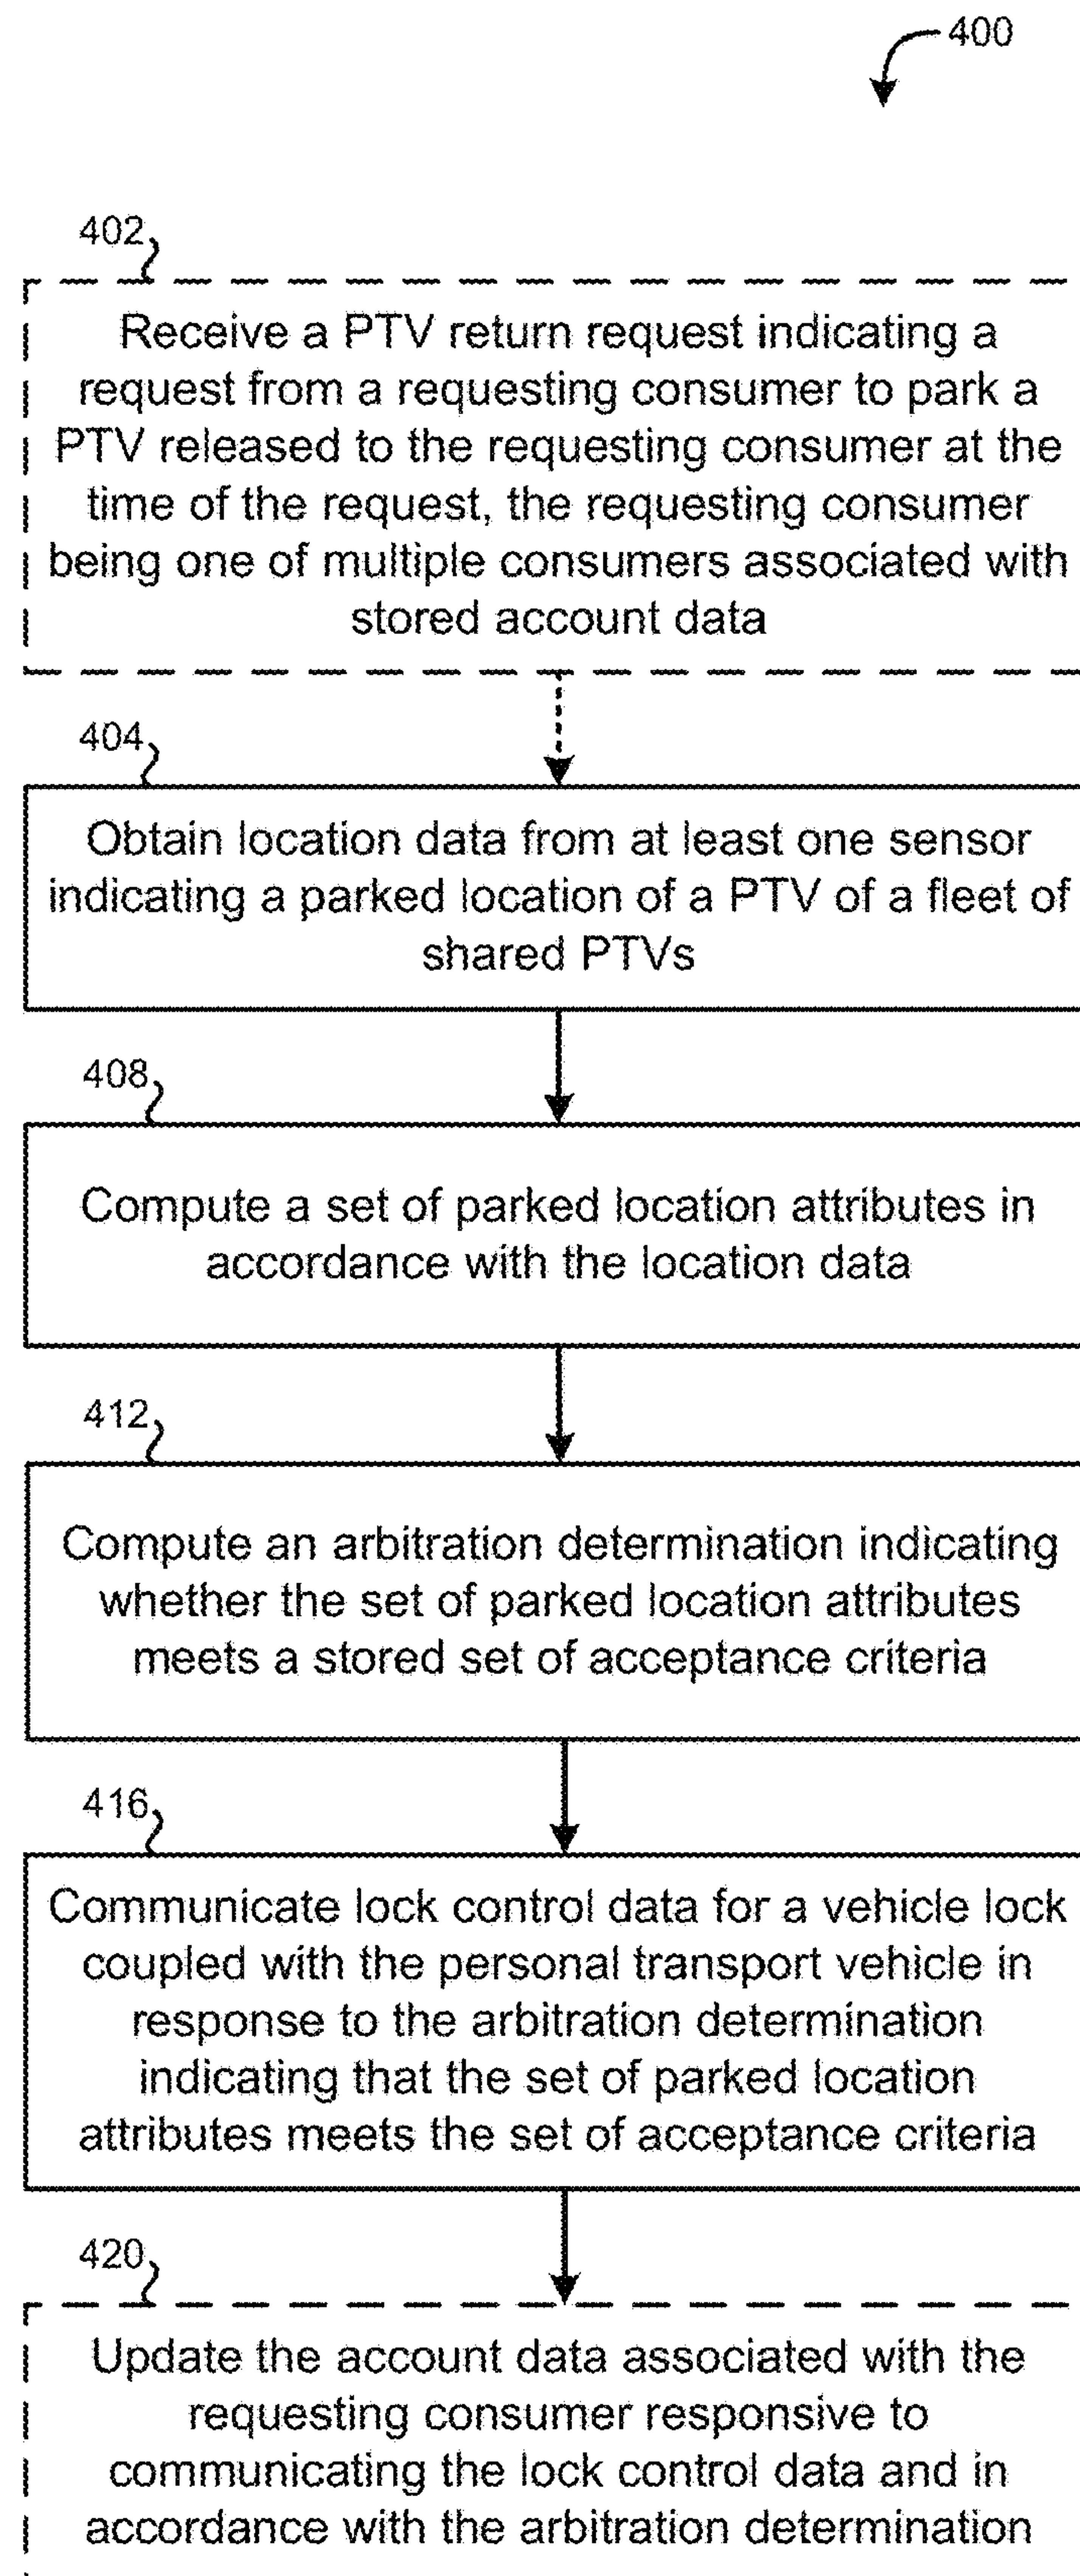 400
402
Receive a PTV return request indicating a
request from a requesting consumer to park a
PTV released to the requesting consumer at the
time of the request, the requesting consumer
being one of multiple consumers associated with
stored account data
404
Obtain location data from at least one sensor
indicating a parked location of a PTV of a fleet of
shared PTVs
408
Compute a set of parked location attributes in
accordance with the location data
412
Compute an arbitration determination indicating
whether the set of parked location attributes
meets a stored set of acceptance criteria
416
Communicate lock control data for a vehicle lock
coupled with the personal transport vehicle in
response to the arbitration determination
indicating that the set of parked location
attributes meets the set of acceptance criteria
420
Update the account data associated with the
requesting consumer responsive to
communicating the lock control data and in
accordance with the arbitration determination